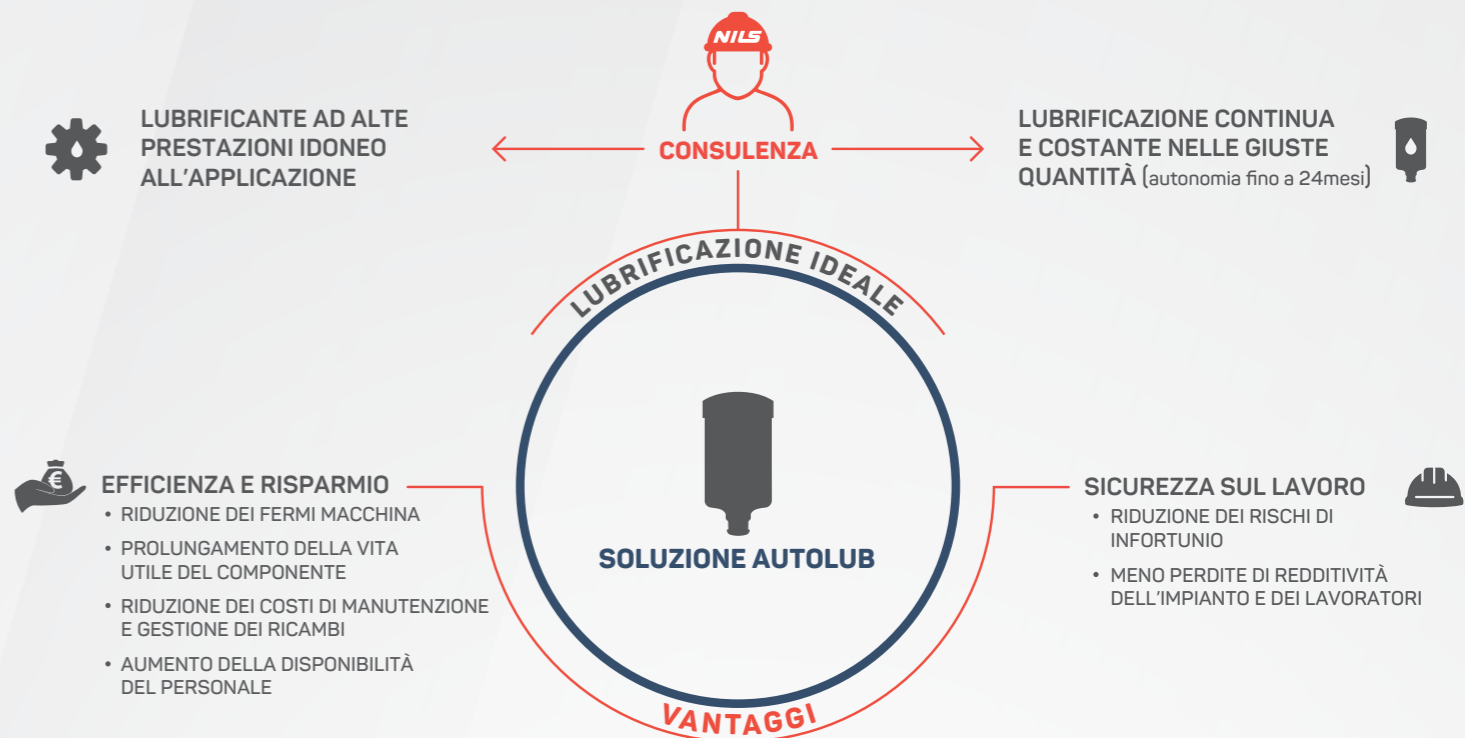 NILS
CONSULENZA
LUBRIFICANTE AD ALTE
PRESTAZIONI IDONEO
ALL'APPLICAZIONE
LUBRIFICAZIONE CONTINUA
E COSTANTE NELLE GIUSTE
QUANTITÀ (autonomia fino a 24mesi)
LUBRIFICAZIONE IDEALE
SOLUZIONE AUTOLUB
€
EFFICIENZA E RISPARMIO
• RIDUZIONE DEI FERMI MACCHINA
• PROLUNGAMENTO DELLA VITA
UTILE DEL COMPONENTE
• RIDUZIONE DEI COSTI DI MANUTENZIONE
E GESTIONE DEI RICAMBI
• AUMENTO DELLA DISPONIBILITÀ
DEL PERSONALE
SICUREZZA SUL LAVORO
• RIDUZIONE DEI RISCHI DI
INFORTUNIO
• MENO PERDITE DI REDDITIVITÀ
DELL'IMPIANTO E DEI LAVORATORI
VANTAGGI